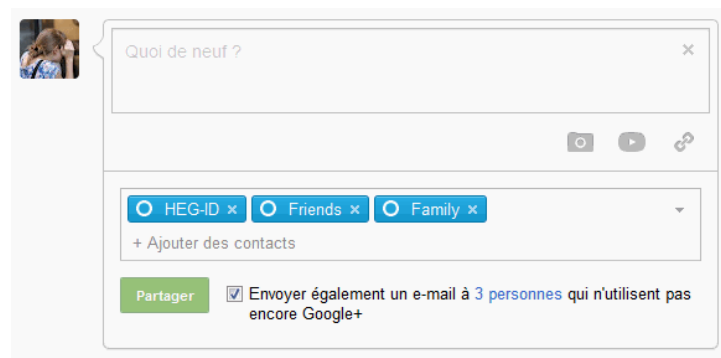 Quoi de neuf ?
HEG-ID × Friends × Family ×
+ Ajouter des contacts
Partager
Envoyer également un e-mail à 3 personnes qui n'utilisent pas
encore Google+